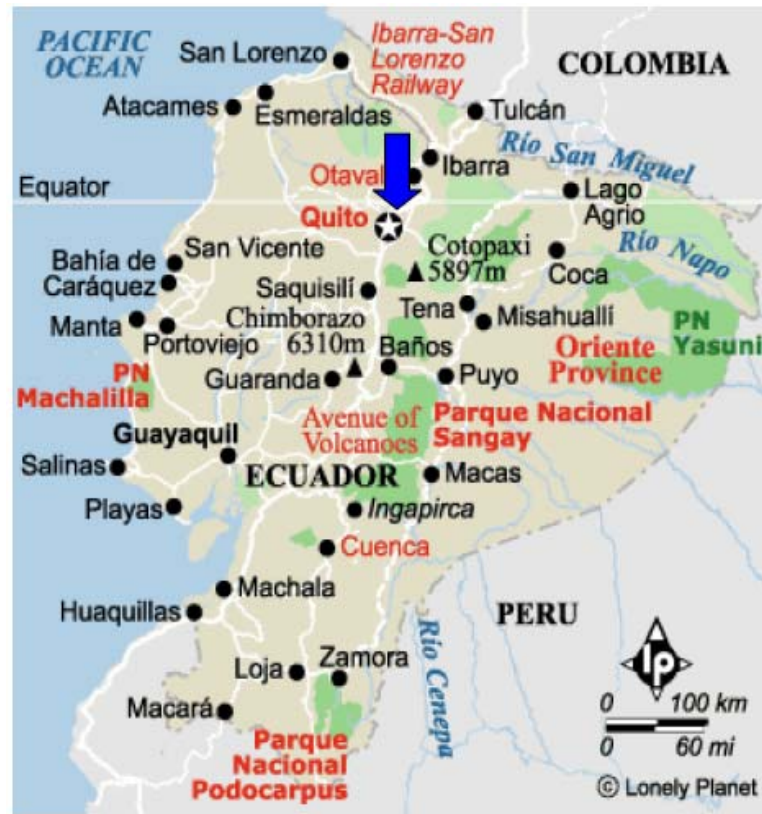 PACIFIC
OCEAN
San Lorenzo
Ibarra-San
Lorenzo
Railway
COLOMBIA
Atacames
Esmeraldas
Tulcán
Río San Miguel
Ibarra
Otaval
Equator
Lago
Agrio
Quito
Río Napo
San Vicente
Cotopaxi
5897m
Coca
Bahía de
Caráquez
Saquisilí
Tena
Misahuallí
Manta
Portoviejo
Chimborazo
6310m
Baños
PN
Yasuni
Oriente
Province
PN
Machalilla
Guaranda
Puyo
Avenue of
Volcanoes
Parque Nacional
Sangay
Guayaquil
Salinas
ECUADOR
Macas
Playas
Ingapirca
Cuenca
Machala
Huaquillas
PERU
Río Cenepa
Loja
Zamora
lp
Macará
0 100 km
0 60 mi
Parque
Nacional
Podocarpus
© Lonely Planet